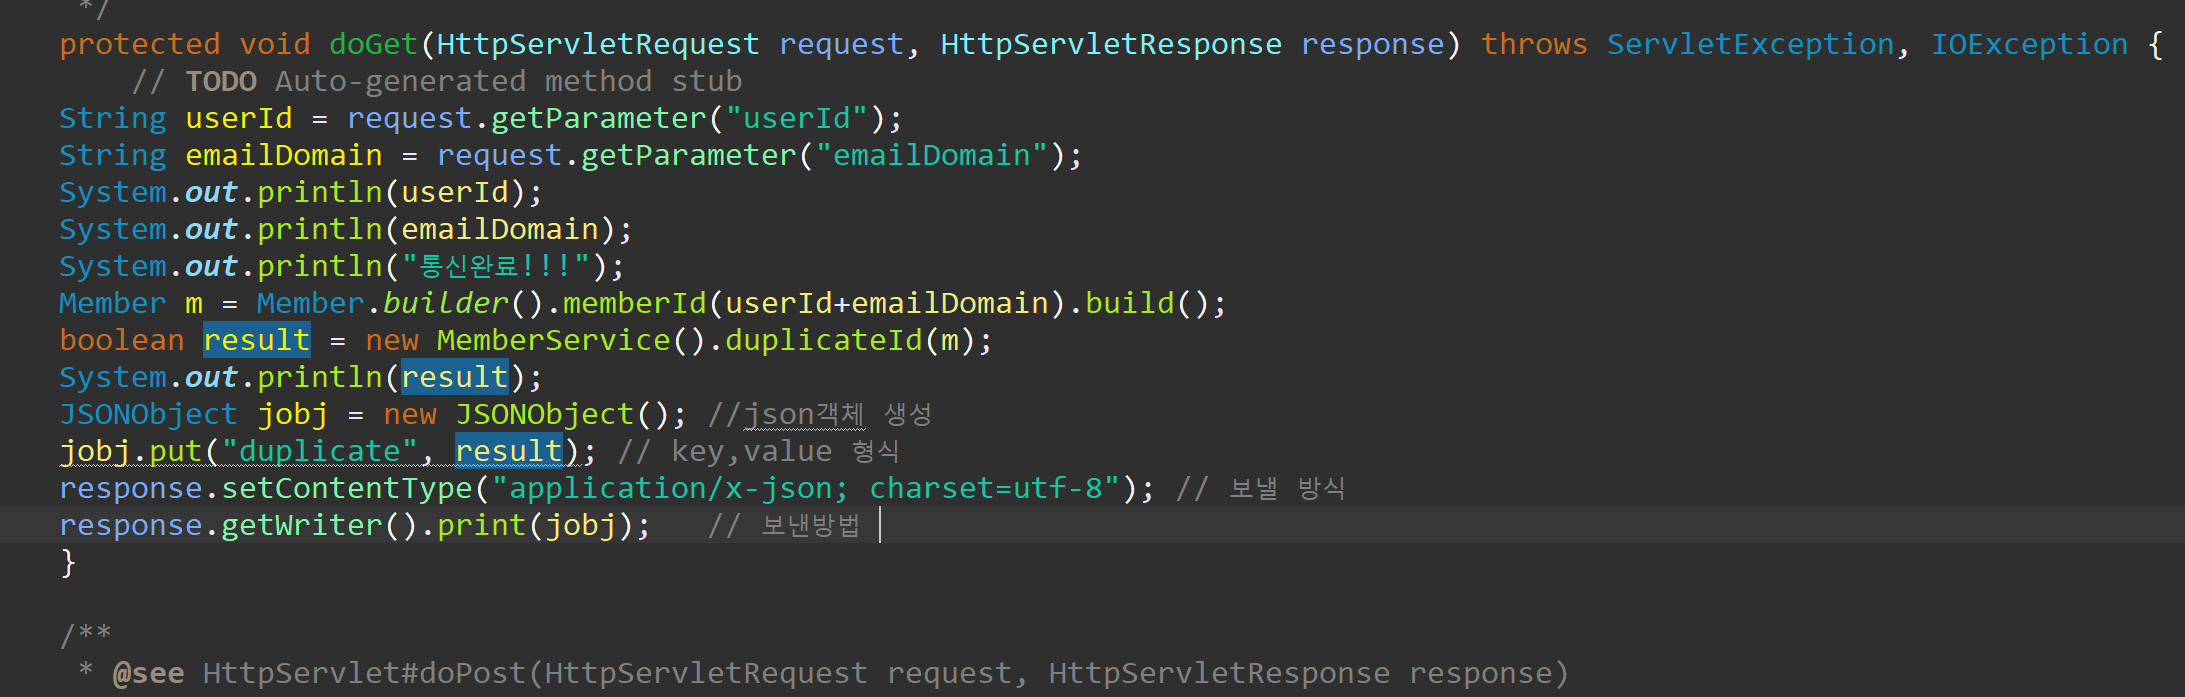 */
protected void doGet(HttpServletRequest request, HttpServletResponse response) throws ServletException, IOException {
// TODO Auto-generated method stub
String userId = request.getParameter("userId");
String emailDomain = request.getParameter("emailDomain");
System.out.println(userId);
System.out.println(emailDomain);
System.out.println("통신완료!!!");
Member m = Member.builder().memberId(userId+emailDomain).build();
boolean result = new MemberService().duplicateId(m);
System.out.println(result);
JSONObject jobj = new JSONObject(); //json객체 생성
jobj.put("duplicate", result); // key,value 형식
response.setContentType("application/x-json; charset=utf-8"); // 보낼 방식
response.getWriter().print(jobj); // 보낸방법
}
/**
* @see HttpServlet#doPost(HttpServletRequest request, HttpServletResponse response)